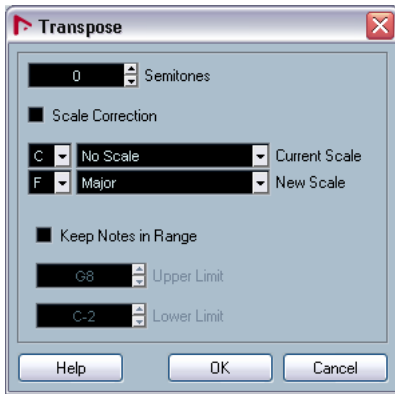 Transpose
0 Semitones
Scale Correction
C No Scale Current Scale
F Major New Scale
Keep Notes in Range
G8 Upper Limit
C-2 Lower Limit
Help OK Cancel